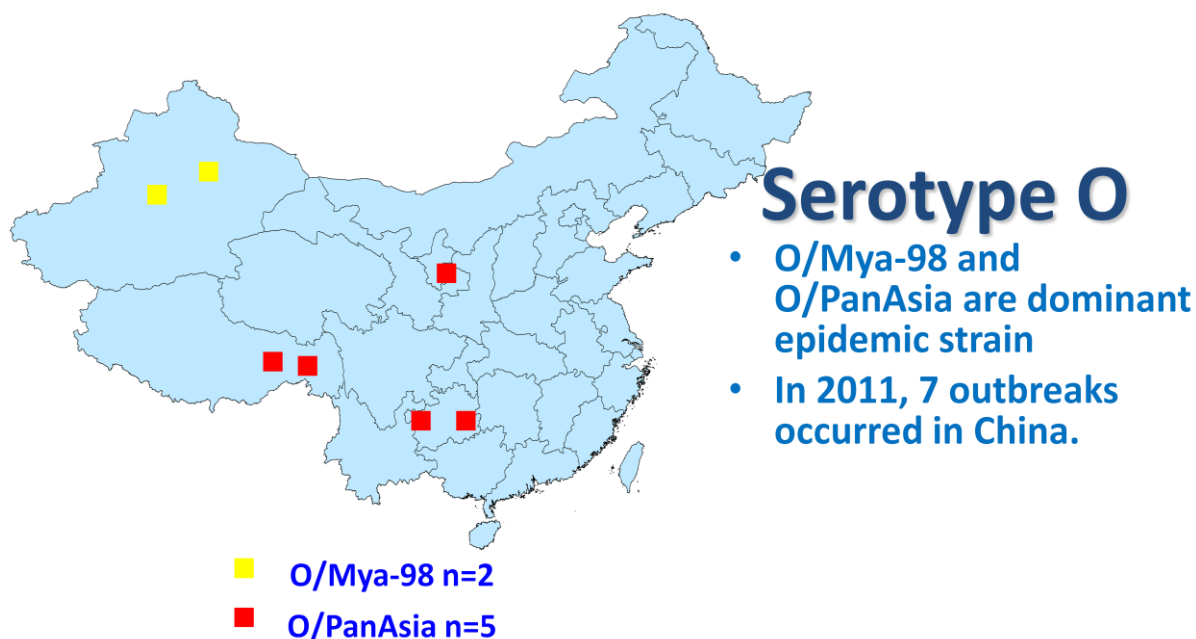 Serotype O
• O/Mya-98 and
O/PanAsia are dominant
epidemic strain
• In 2011, 7 outbreaks
occurred in China.
O/Mya-98 n=2
O/PanAsia n=5